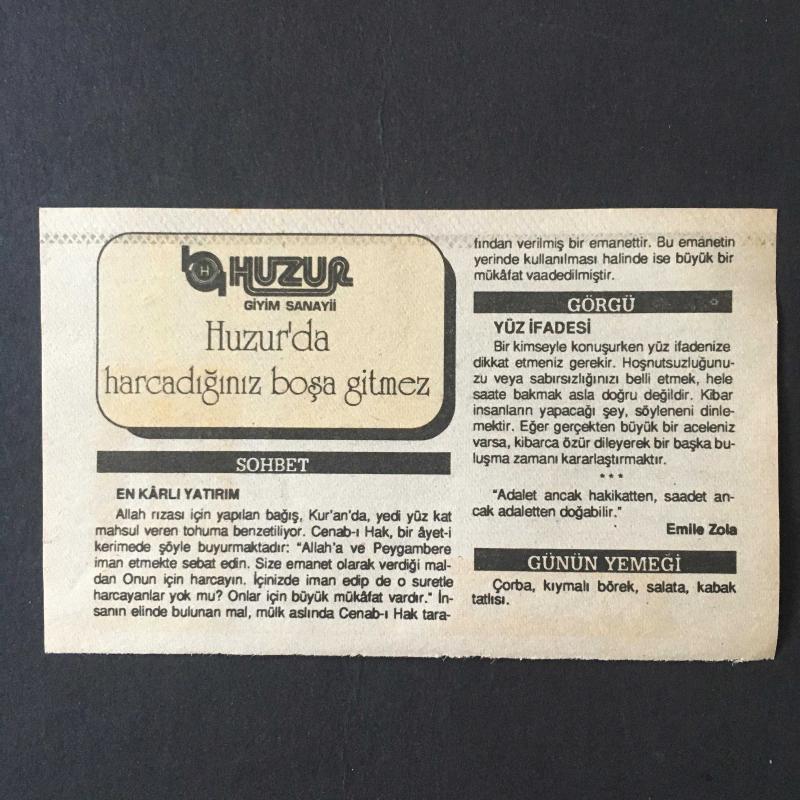 HUZUR
GİYİM SANAYİİ
Huzur'da
harcadığınız boşa gitmez
SOHBET
EN KÂRLI YATIRIM
Allah rızası için yapılan bağış, Kur'an'da, yedi yüz kat
mahsul veren tohuma benzetiliyor. Cenab-ı Hak, bir âyet-i
kerimede şöyle buyurmaktadır: "Allah'a ve Peygambere
iman etmekte sebat edin. Size emanet olarak verdiği mal-
dan Onun için harcayın. İçinizde iman edip de o suretle
harcayanlar yok mu? Onlar için büyük mükâfat vardır." İn-
sanın elinde bulunan mal, mülk aslında Cenab-ı Hak tara-
fından verilmiş bir emanettir. Bu emanetin
yerinde kullanılması halinde ise büyük bir
mükâfat vaadedilmiştir.
GÖRGÜ
YÜZ İFADESİ
Bir kimseyle konuşurken yüz ifadenize
dikkat etmeniz gerekir. Hoşnutsuzluğunu-
zu veya sabırsızlığınızı belli etmek, hele
saate bakmak asla doğru değildir. Kibar
insanların yapacağı şey, söyleneni dinle-
mektir. Eğer gerçekten büyük bir aceleniz
varsa, kibarca özür dileyerek bir başka bu-
luşma zamanı kararlaştırmaktır.
***
"Adalet ancak hakikatten, saadet an-
cak adaletten doğabilir."
Emile Zola
GÜNÜN YEMEĞİ
Çorba, kıymalı börek, salata, kabak
tatlısı.